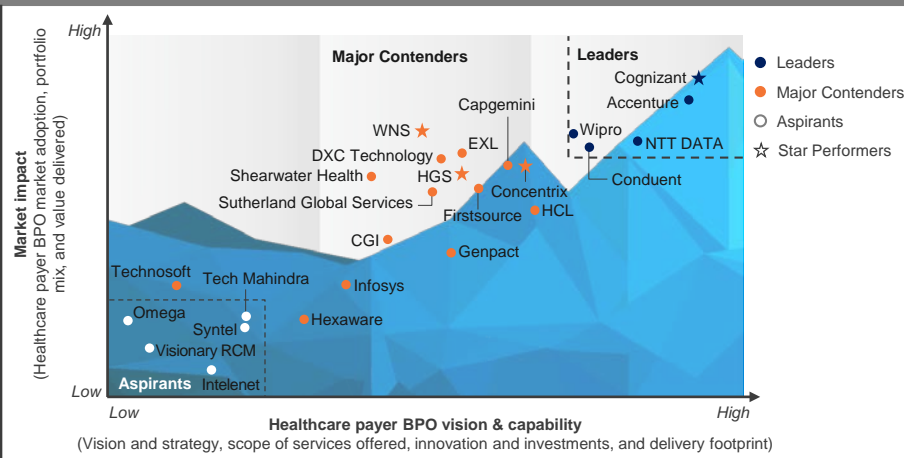 High
Major Contenders
Leaders
Leaders
Major Contenders
Aspirants
Star Performers
Cognizant
Accenture
Capgemini
WNS
Wipro
NTT DATA
EXL
DXC Technology
Shearwater Health
HGS
Conduent
Concentrix
Sutherland Global Services
Firstsource
HCL
CGI
Genpact
Technosoft
Tech Mahindra
Infosys
Omega
Syntel
Hexaware
Visionary RCM
Aspirants
Intelenet
Market impact
(Healthcare payer BPO market adoption, portfolio
mix, and value delivered)
Low
Low
High
Healthcare payer BPO vision & capability
(Vision and strategy, scope of services offered, innovation and investments, and delivery footprint)